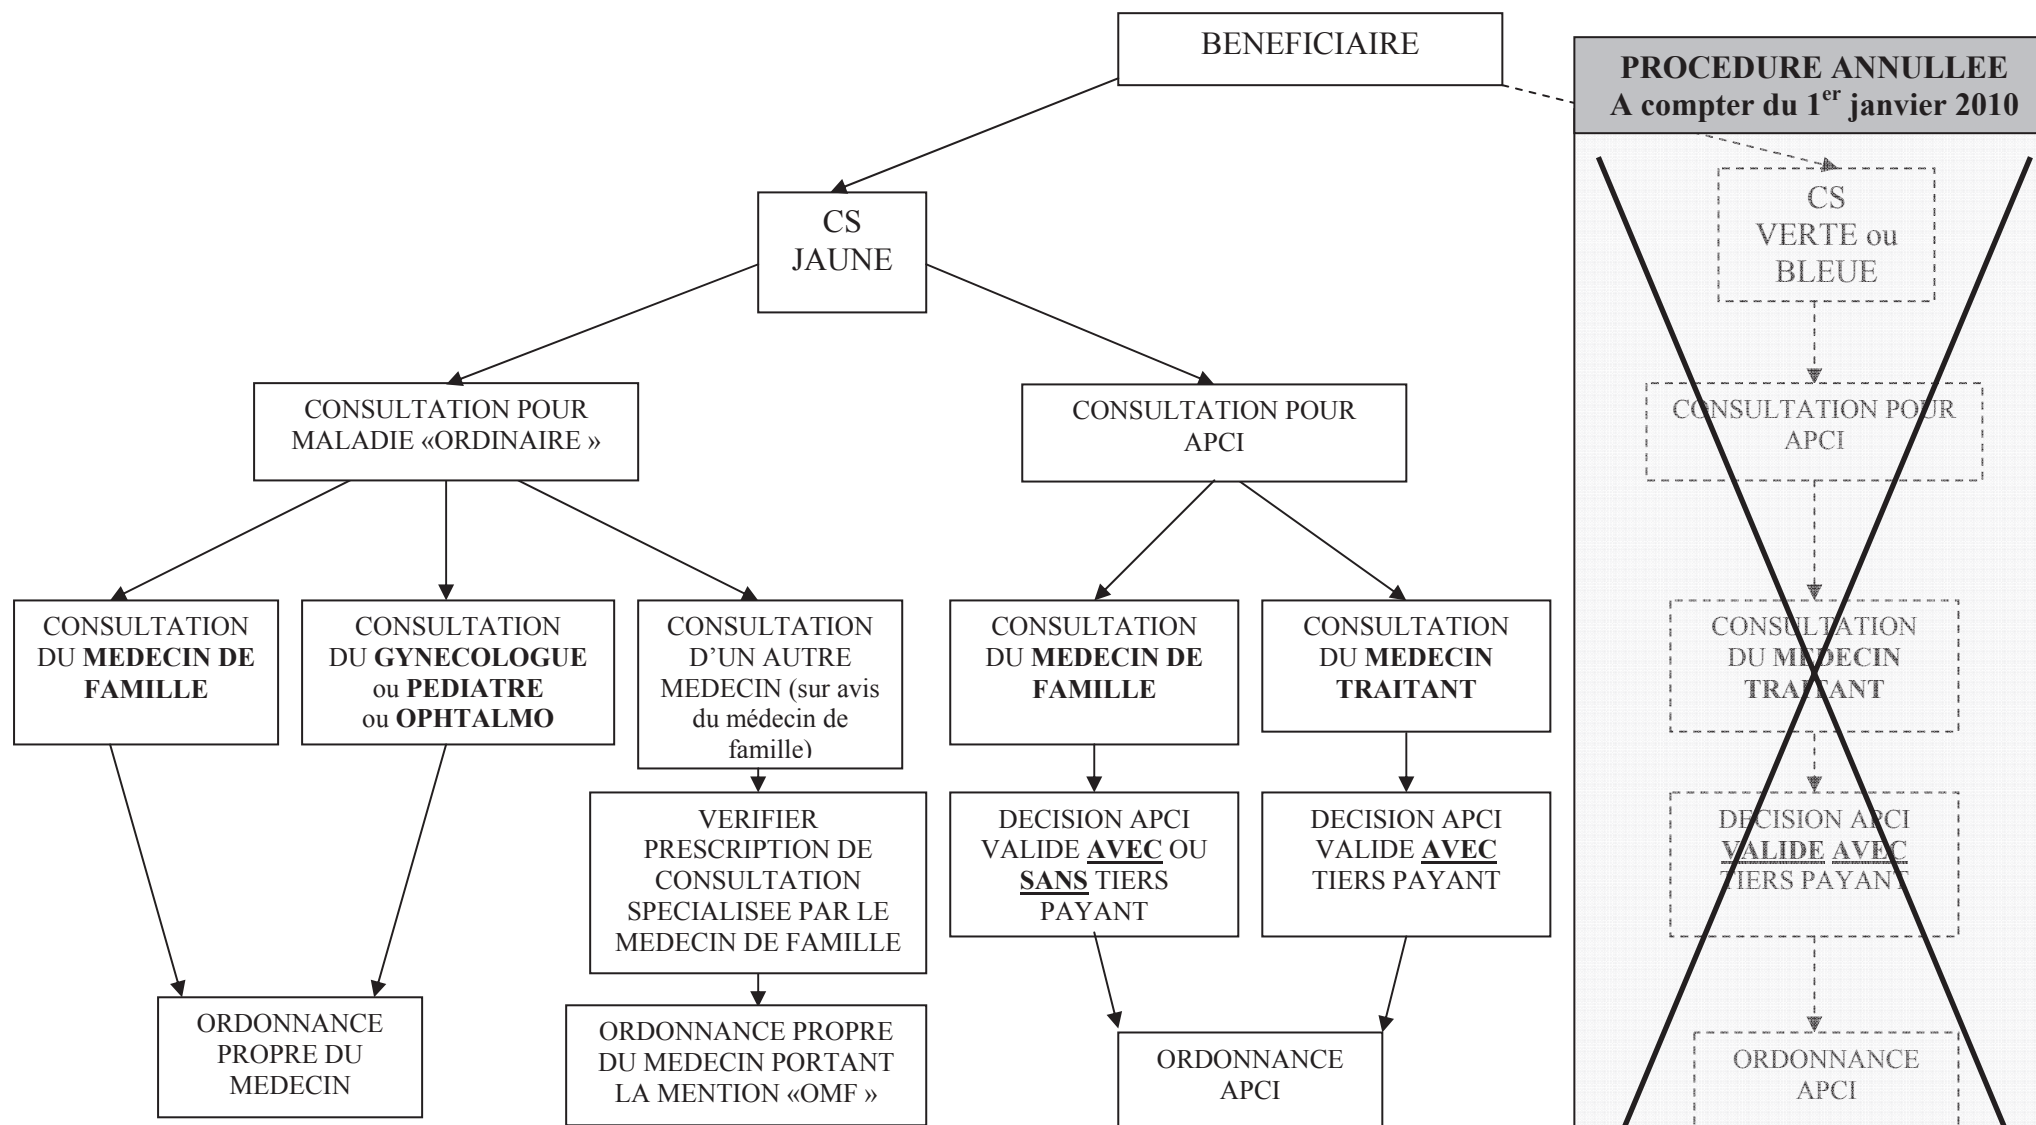 BENEFICIAIRE
PROCEDURE ANNULLEE
A compter du 1er janvier 2010
CS
JAUNE
CS
VERTE ou
BLEUE
CONSULTATION POUR
MALADIE «ORDINAIRE »
CONSULTATION POUR
APCI
CONSULTATION POUR
APCI
CONSULTATION
DU MEDECIN DE
FAMILLE
CONSULTATION
DU GYNECOLOGUE
ou PEDIATRE
ou OPHTALMO
CONSULTATION
D'UN AUTRE
MEDECIN (sur avis
du médecin de
famille)
CONSULTATION
DU MEDECIN DE
FAMILLE
CONSULTATION
DU MEDECIN
TRAITANT
CONSULTATION
DU MEDECIN
TRAITANT
VERIFIER
PRESCRIPTION DE
CONSULTATION
SPECIALISEE PAR LE
MEDECIN DE FAMILLE
DECISION APCI
VALIDE AVEC OU
SANS TIERS
PAYANT
DECISION APCI
VALIDE AVEC
TIERS PAYANT
DECISION APCI
VALIDE AVEC
TIERS PAYANT
ORDONNANCE
PROPRE DU
MEDECIN
ORDONNANCE PROPRE
DU MEDECIN PORTANT
LA MENTION «OMF »
ORDONNANCE
APCI
ORDONNANCE
APCI